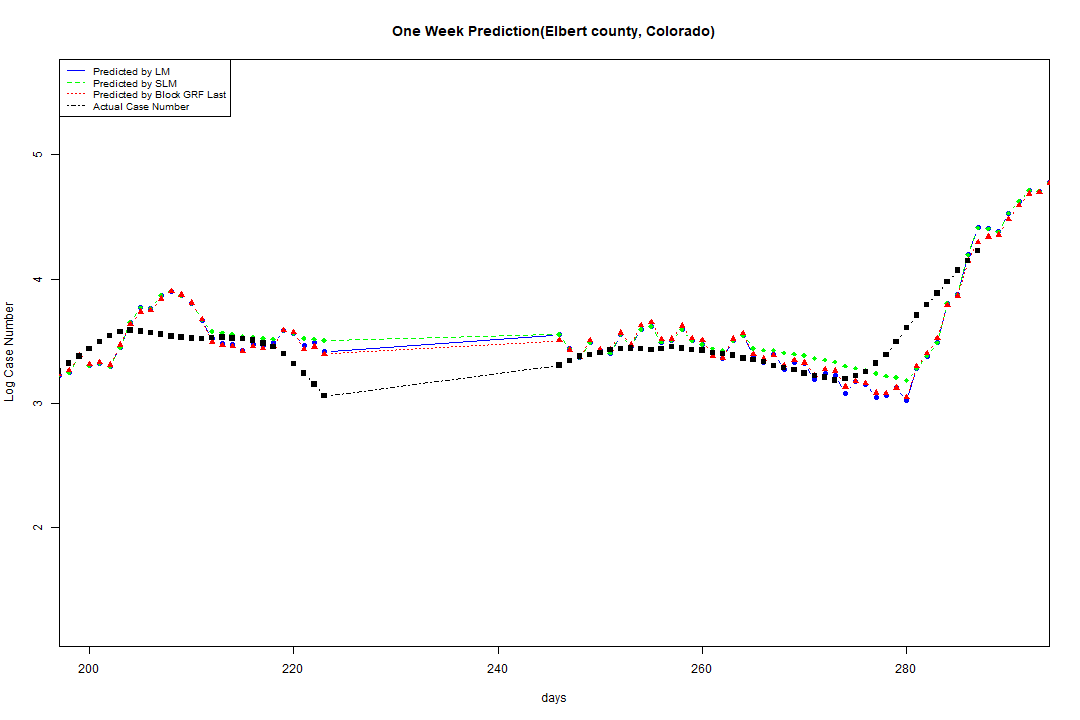 One Week Prediction(Elbert county, Colorado)
Predicted by LM
Predicted by SLM
Predicted by Block GRF Last
Actual Case Number
Log Case Number
5
4
3
2
200 220 240 260 280
days